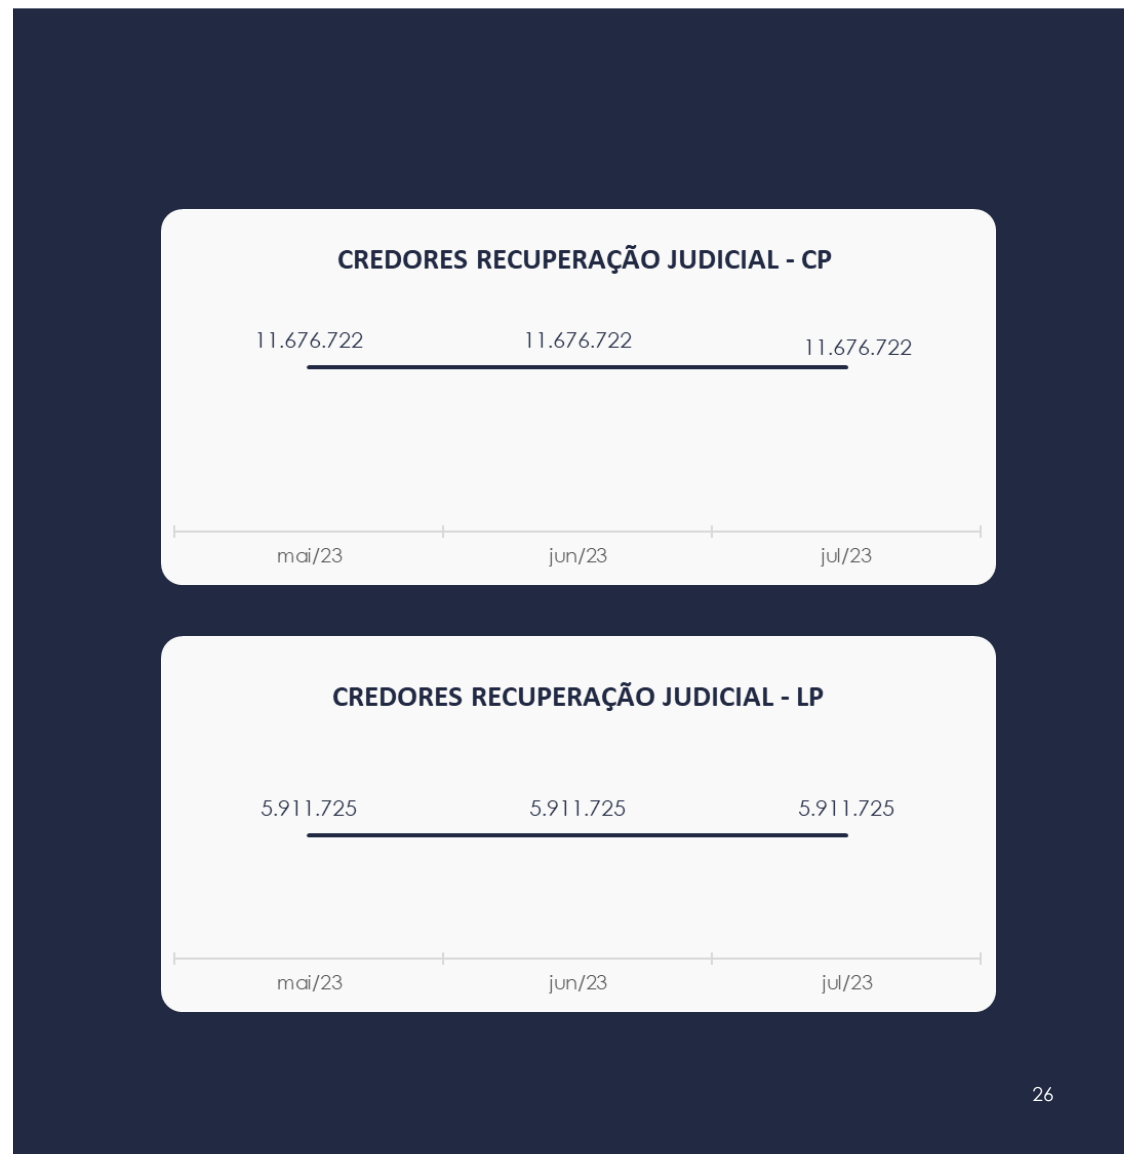 CREDORES RECUPERAÇÃO JUDICIAL - CP
11.676.722 11.676.722 11.676.722
mai/23 jun/23 jul/23
CREDORES RECUPERAÇÃO JUDICIAL - LP
5.911.725 5.911.725 5.911.725
mai/23 jun/23 jul/23
26